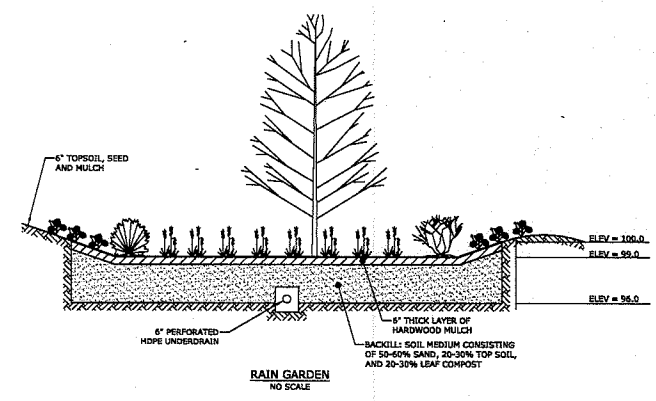 6" TOPSOIL, SEED
AND MULCH
ELEV = 100.0
ELEV = 99.0
ELEV = 96.0
6" PERFORATED
HDPE UNDERDRAIN
6" THICK LAYER OF
HARDWOOD MULCH
BACKILL: SOIL MEDIUM CONSISTING
OF 50-60% SAND, 20-30% TOP SOIL,
AND 20-30% LEAF COMPOST
RAIN GARDEN
NO SCALE